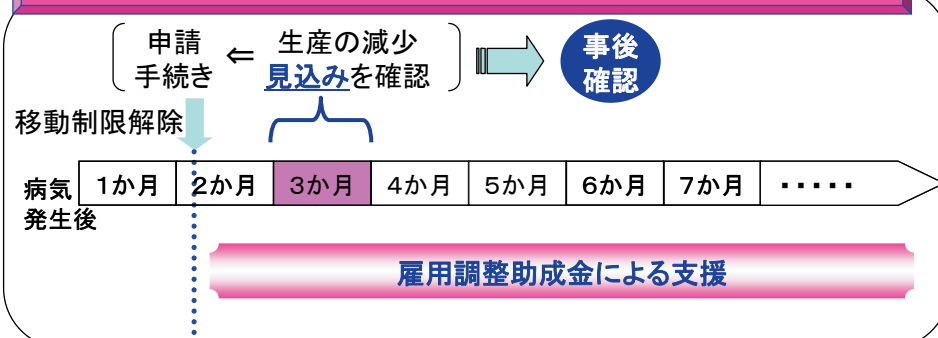 申請
手続き
⇐
生産の減少
見込みを確認
事後
確認
移動制限解除
病気
発生後
1か月 2か月 3か月 4か月 5か月 6か月 7か月 ・・・・・
雇用調整助成金による支援